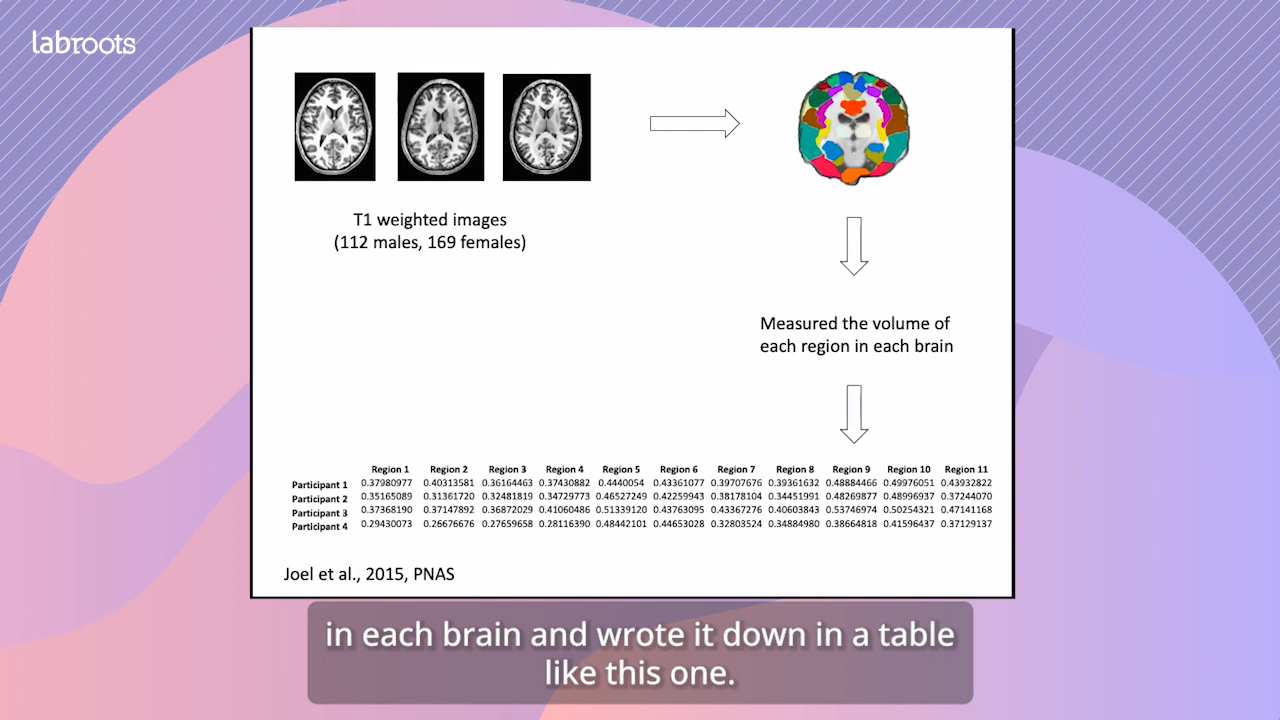 labroots
T1 weighted images
(112 males, 169 females)
Measured the volume of
each region in each brain
Region 1 Region 2 Region 3 Region 4 Region 5 Region 6 Region 7 Region 8 Region 9 Region 10 Region 11
Participant 1 0.37980977 0.40313581 0.36164463 0.37430882 0.4440054 0.43361077 0.39707676 0.39361632 0.48884466 0.49976051 0.43932822
Participant 2 0.35165089 0.31361720 0.32481819 0.34729773 0.46527249 0.42259943 0.38178104 0.34451991 0.48269877 0.48996937 0.37244070
Participant 3 0.37368190 0.37147892 0.36872029 0.41060486 0.51339120 0.43763095 0.43367276 0.40603843 0.53746974 0.50254321 0.47141168
Participant 4 0.29430073 0.26676676 0.27659658 0.28116390 0.48442101 0.44653028 0.32803524 0.34884980 0.38664818 0.41596437 0.37129137
Joel et al., 2015, PNAS
in each brain and wrote it down in a table
like this one.